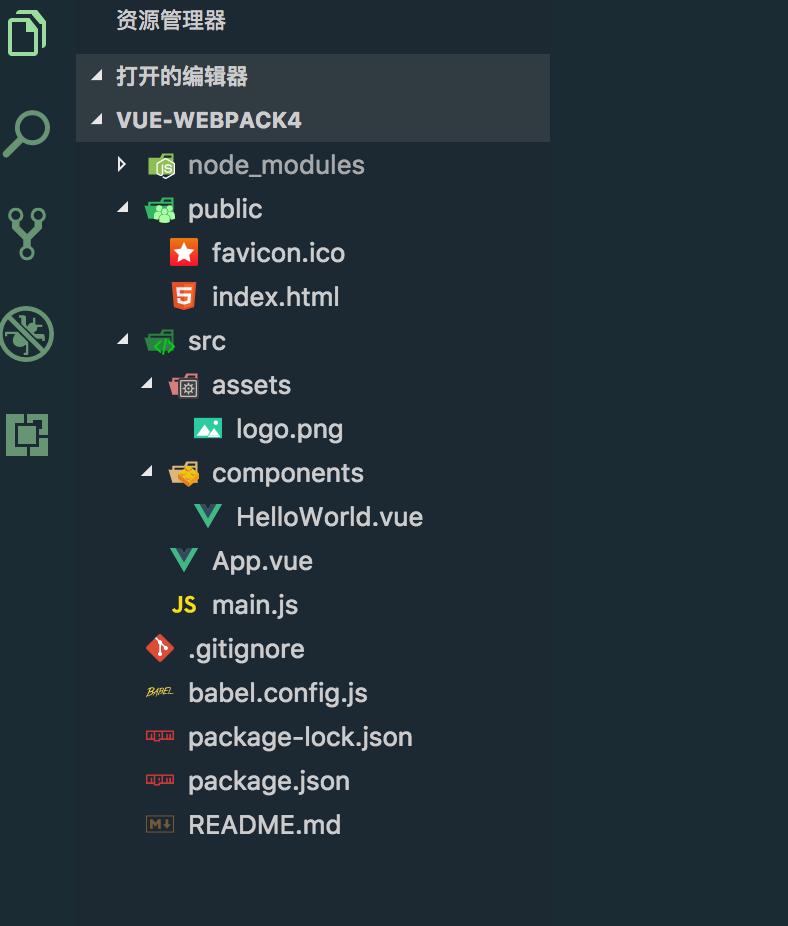 资源管理器
打开的编辑器
VUE-WEBPACK4
node_modules
public
favicon.ico
index.html
src
assets
logo.png
components
HelloWorld.vue
App.vue
JS main.js
.gitignore
BABEL babel.config.js
package-lock.json
package.json
M README.md